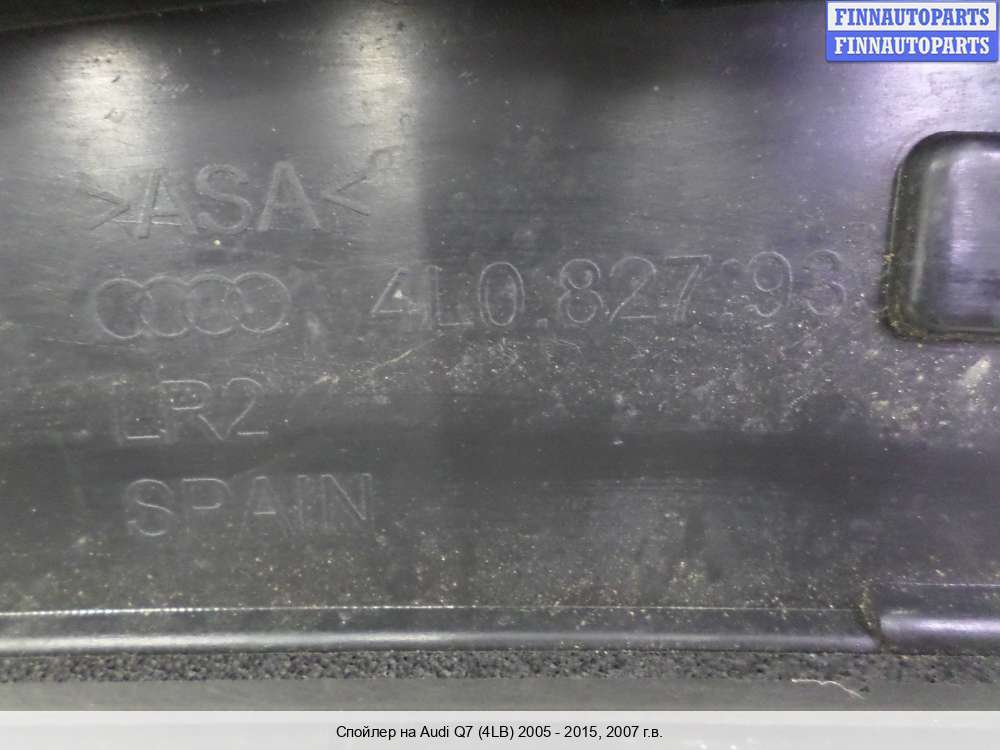 FINNAUTOPARTS
FINNAUTOPARTS
>ASA<
4L0.827.93
LR2
SPAIN
Спойлер на Audi Q7 (4LB) 2005 - 2015, 2007 г.в.